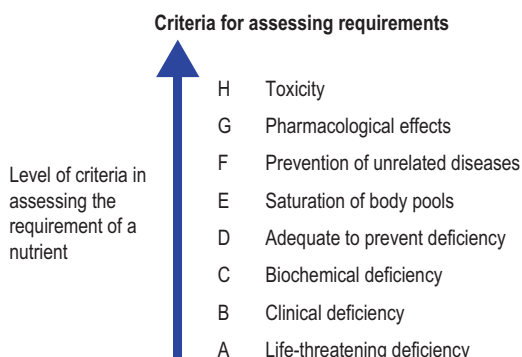 Criteria for assessing requirements
H Toxicity
G Pharmacological effects
F Prevention of unrelated diseases
Level of criteria in
assessing the
requirement of a
nutrient
E Saturation of body pools
D Adequate to prevent deficiency
C Biochemical deficiency
B Clinical deficiency
A Life-threatening deficiency